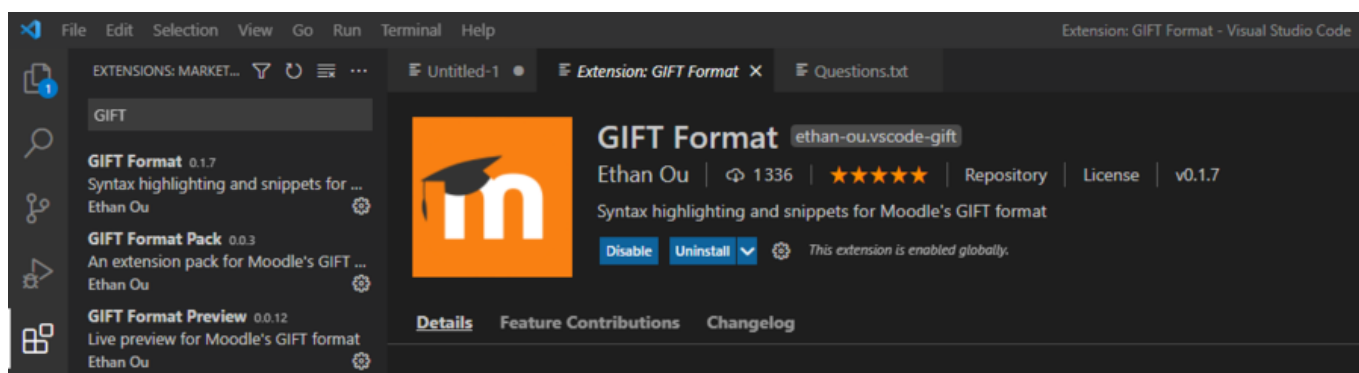 File Edit Selection View Go Run Terminal Help
Extension: GIFT Format - Visual Studio Code
EXTENSIONS: MARKET... ···
Untitled-1 ●
Extension: GIFT Format ×
Questions.txt
1
GIFT
GIFT Format 0.1.7
Syntax highlighting and snippets for ...
Ethan Ou
GIFT Format Pack 0.0.3
An extension pack for Moodle's GIFT ...
Ethan Ou
GIFT Format Preview 0.0.12
Live preview for Moodle's GIFT format
Ethan Ou
m
GIFT Format ethan-ou.vscode-gift
Ethan Ou | 1336 | ★★★★★ | Repository | License | v0.1.7
Syntax highlighting and snippets for Moodle's GIFT format
Disable Uninstall This extension is enabled globally.
Details Feature Contributions Changelog